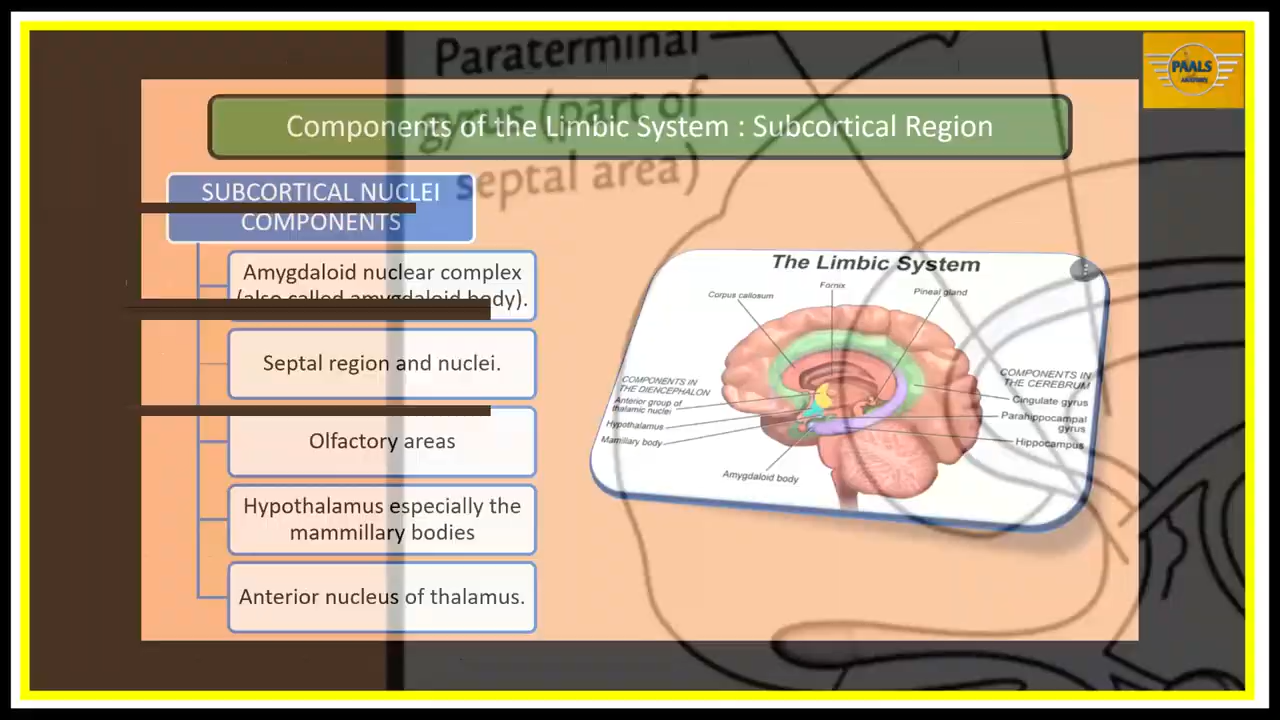 Paraterminal
gyrus (part of
septal area)
PAALS
ANATOMY
Components of the Limbic System : Subcortical Region
SUBCORTICAL NUCLEI
COMPONENTS
Amygdaloid nuclear complex
(also called amygdaloid body).
Septal region and nuclei.
Olfactory areas
Hypothalamus especially the
mammillary bodies
Anterior nucleus of thalamus.
The Limbic System
Fornix
Corpus callosum
Pineal gland
COMPONENTS IN
THE DIENCEPHALON
Anterior group of
thalamic nuclei
Hypothalamus
Mamillary body
COMPONENTS IN
THE CEREBRUM
Cingulate gyrus
Parahippocampal
gyrus
Hippocampus
Amygdaloid body